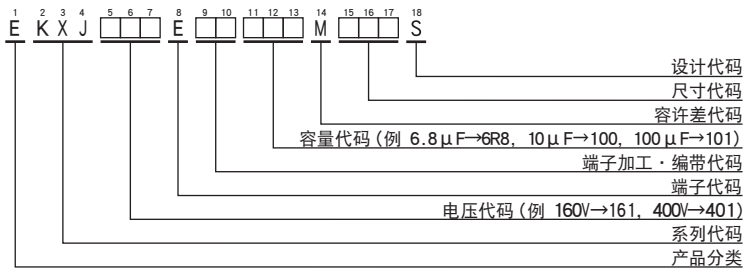 1 2 3 4 5 6 7 8 9 10 11 12 13 14 15 16 17 18
E K X J E M S
设计代码
尺寸代码
容许差代码
容量代码(例 6.8μF→6R8, 10μF→100, 100μF→101)
端子加工・编带代码
端子代码
电压代码(例 160V→161, 400V→401)
系列代码
产品分类